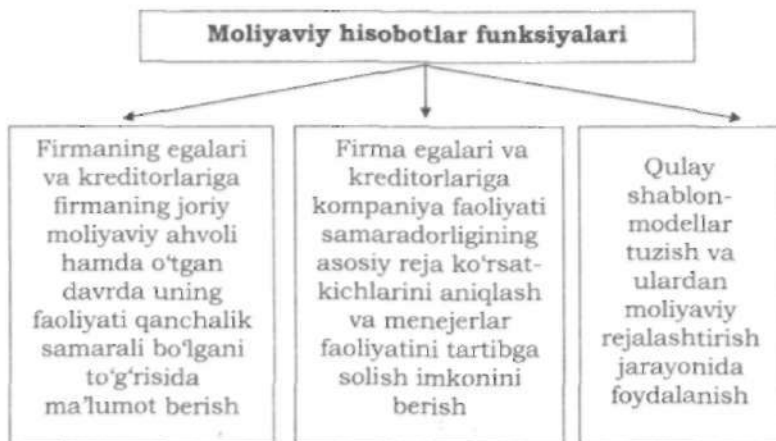 Moliyaviy hisobotlar funksiyalari
Firmaning egalari
va kreditorlariga
firmaning joriy
moliyaviy ahvoli
hamda o‘tgan
davrda uning
faoliyati qanchalik
samarali bo‘lgani
to‘g‘risida
ma’lumot berish
Firma egalari va
kreditorlariga
kompaniya faoliyati
samaradorligining
asosiy reja ko‘rsat-
kichlarini aniqlash
va menejerlar
faoliyatini tartibga
solish imkonini
berish
Qulay
shablon-
modellar
tuzish va
ulardan
moliyaviy
rejalashtirish
jarayonida
foydalanish